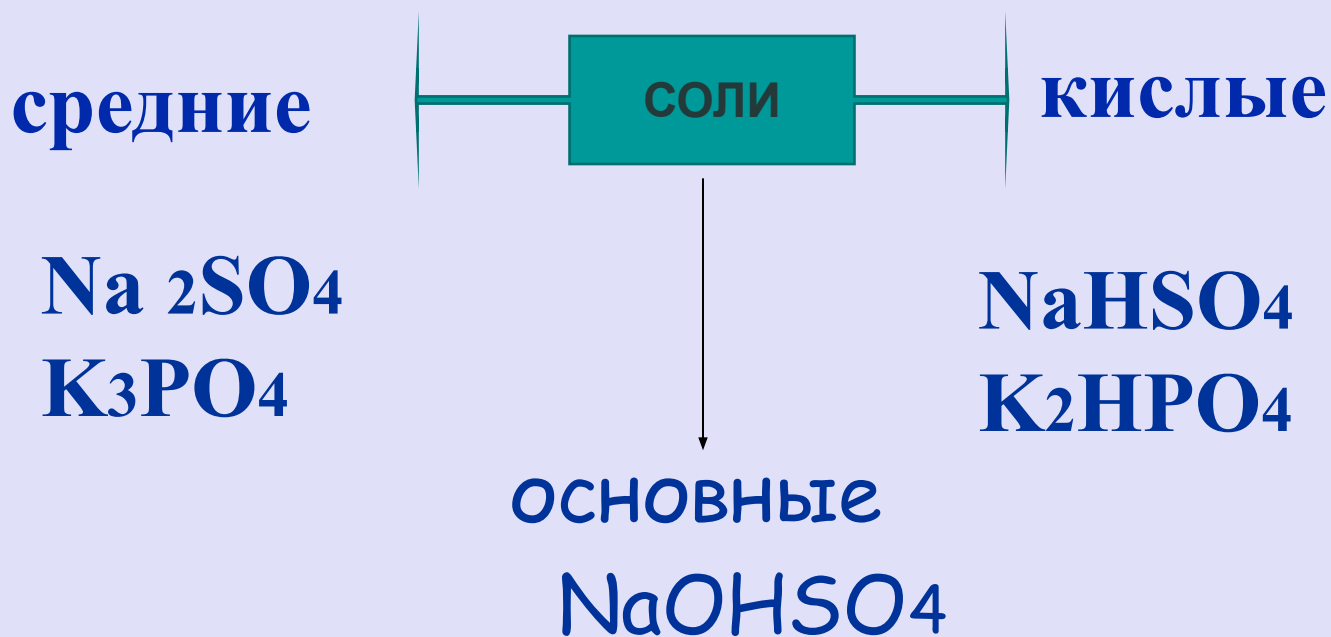 средние
соли
кислые
Na 2SO4
K3PO4
NaHSO4
K2HPO4
основные
NaOHSO4